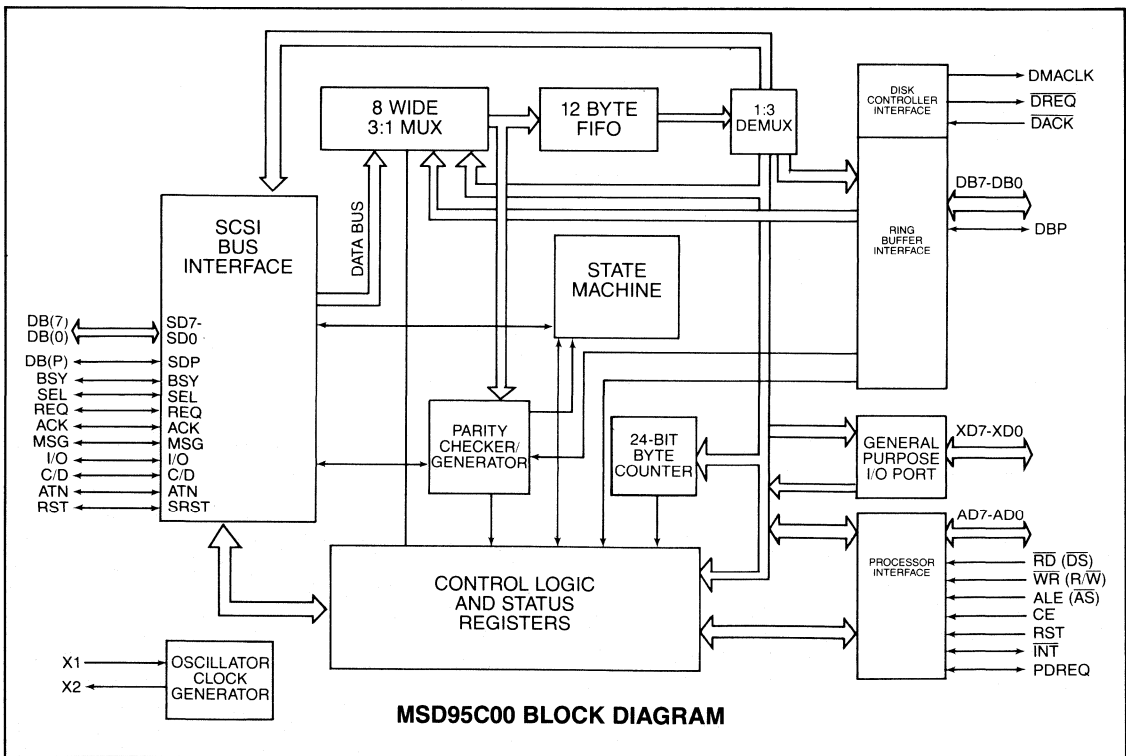 8 WIDE
3:1 MUX
12 BYTE
FIFO
1:3
DEMUX
DISK
CONTROLLER
INTERFACE
DMACLK
DREQ
DACK
DB7-DB0
DBP
RING
BUFFER
INTERFACE
SCSI
BUS
INTERFACE
DATA BUS
STATE
MACHINE
DB(7)
DB(0)
SD7-
SD0
DB(P)
SDP
BSY
BSY
SEL
SEL
REQ
REQ
ACK
ACK
MSG
MSG
I/O
I/O
C/D
C/D
ATN
ATN
RST
SRST
PARITY
CHECKER/
GENERATOR
24-BIT
BYTE
COUNTER
GENERAL
PURPOSE
I/O PORT
XD7-XD0
AD7-AD0
PROCESSOR
INTERFACE
RD (DS)
WR (R/W)
ALE (AS)
CE
RST
INT
PDREQ
CONTROL LOGIC
AND STATUS
REGISTERS
X1
X2
OSCILLATOR
CLOCK
GENERATOR
MSD95C00 BLOCK DIAGRAM